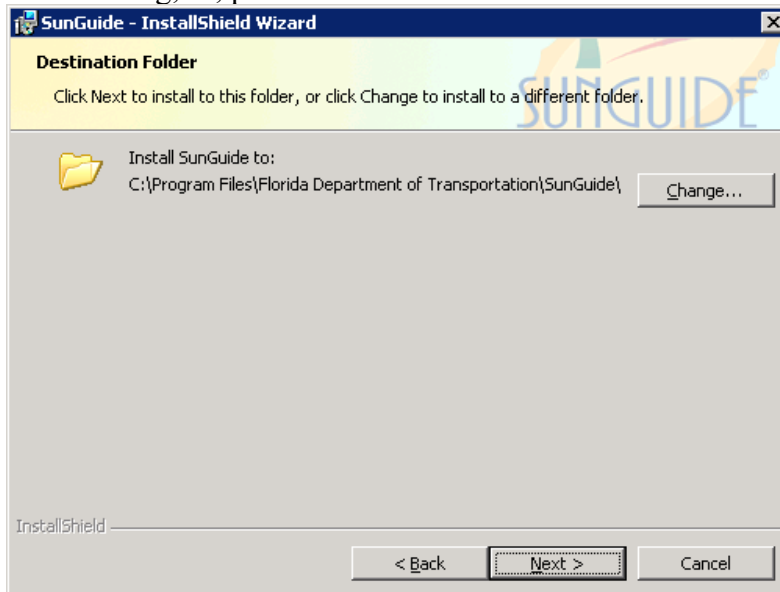 SunGuide - InstallShield Wizard
Destination Folder
Click Next to install to this folder, or click Change to install to a different folder.
SUNGUIDE®
Install SunGuide to:
C:\Program Files\Florida Department of Transportation\SunGuide\
Change...
InstallShield
< Back
Next >
Cancel